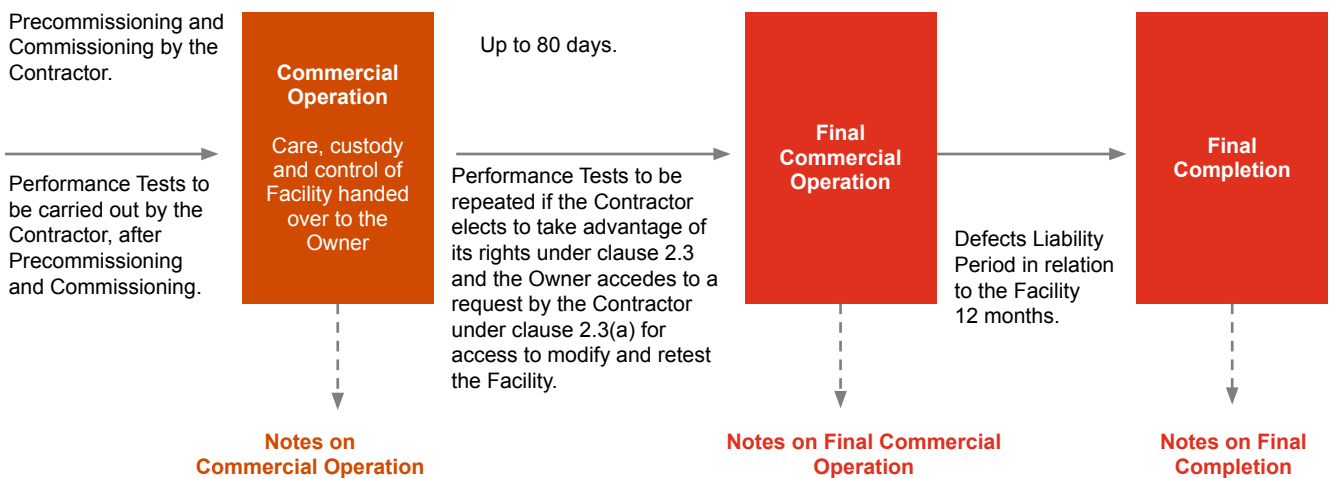 Precommissioning and
Commissioning by the
Contractor.
Performance Tests to
be carried out by the
Contractor, after
Precommissioning
and Commissioning.
Commercial
Operation
Care, custody
and control of
Facility handed
over to the
Owner
Up to 80 days.
Performance Tests to be
repeated if the Contractor
elects to take advantage of
its rights under clause 2.3
and the Owner accedes to a
request by the Contractor
under clause 2.3(a) for
access to modify and retest
the Facility.
Final
Commercial
Operation
Defects Liability
Period in relation
to the Facility
12 months.
Final
Completion
Notes on
Commercial Operation
Notes on Final Commercial
Operation
Notes on Final
Completion